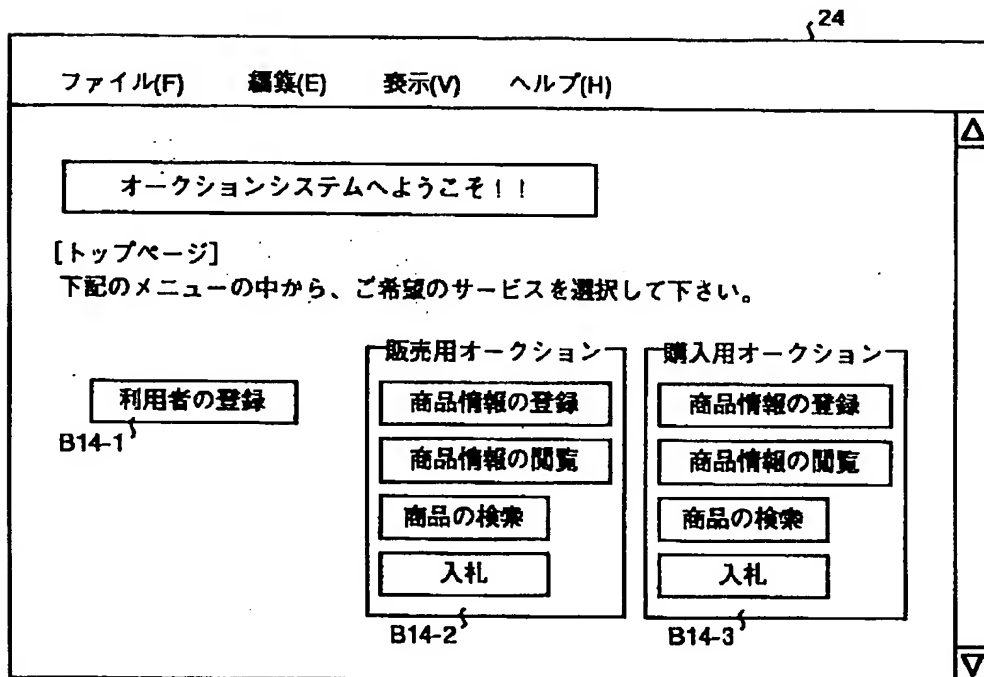 24
ファイル(F) 編集(E) 表示(V) ヘルプ(H)
オークションシステムへようこそ!!
[トップページ]
下記のメニューの中から、ご希望のサービスを選択して下さい。
利用者の登録
B14-1
販売用オークション
商品情報の登録
商品情報の閲覧
商品の検索
入札
B14-2
購入用オークション
商品情報の登録
商品情報の閲覧
商品の検索
入札
B14-3